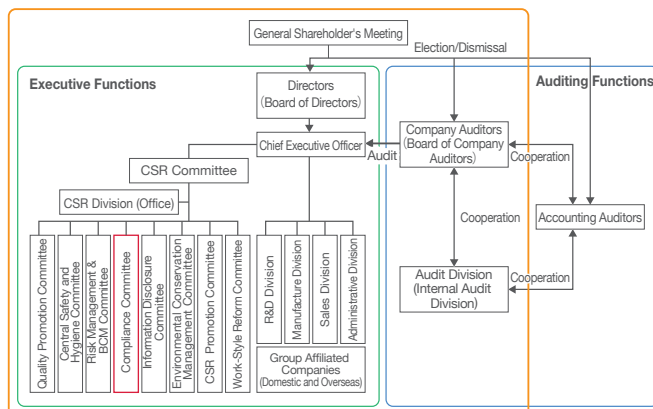 General Shareholder's Meeting
Election/Dismissal
Executive Functions
Auditing Functions
Directors
(Board of Directors)
Chief Executive Officer
Audit
Company Auditors
(Board of Company
Auditors)
Cooperation
CSR Committee
CSR Division (Office)
Cooperation
Accounting Auditors
Quality Promotion Committee
Central Safety and
Hygiene Committee
Risk Management &
BCM Committee
Compliance Committee
Information Disclosure
Committee
Environmental Conservation
Management Committee
CSR Promotion Committee
Work-Style Reform Committee
R&D Division
Manufacture Division
Sales Division
Administrative Division
Audit Division
(Internal Audit
Division)
Cooperation
Group Affiliated
Companies
(Domestic and Overseas)